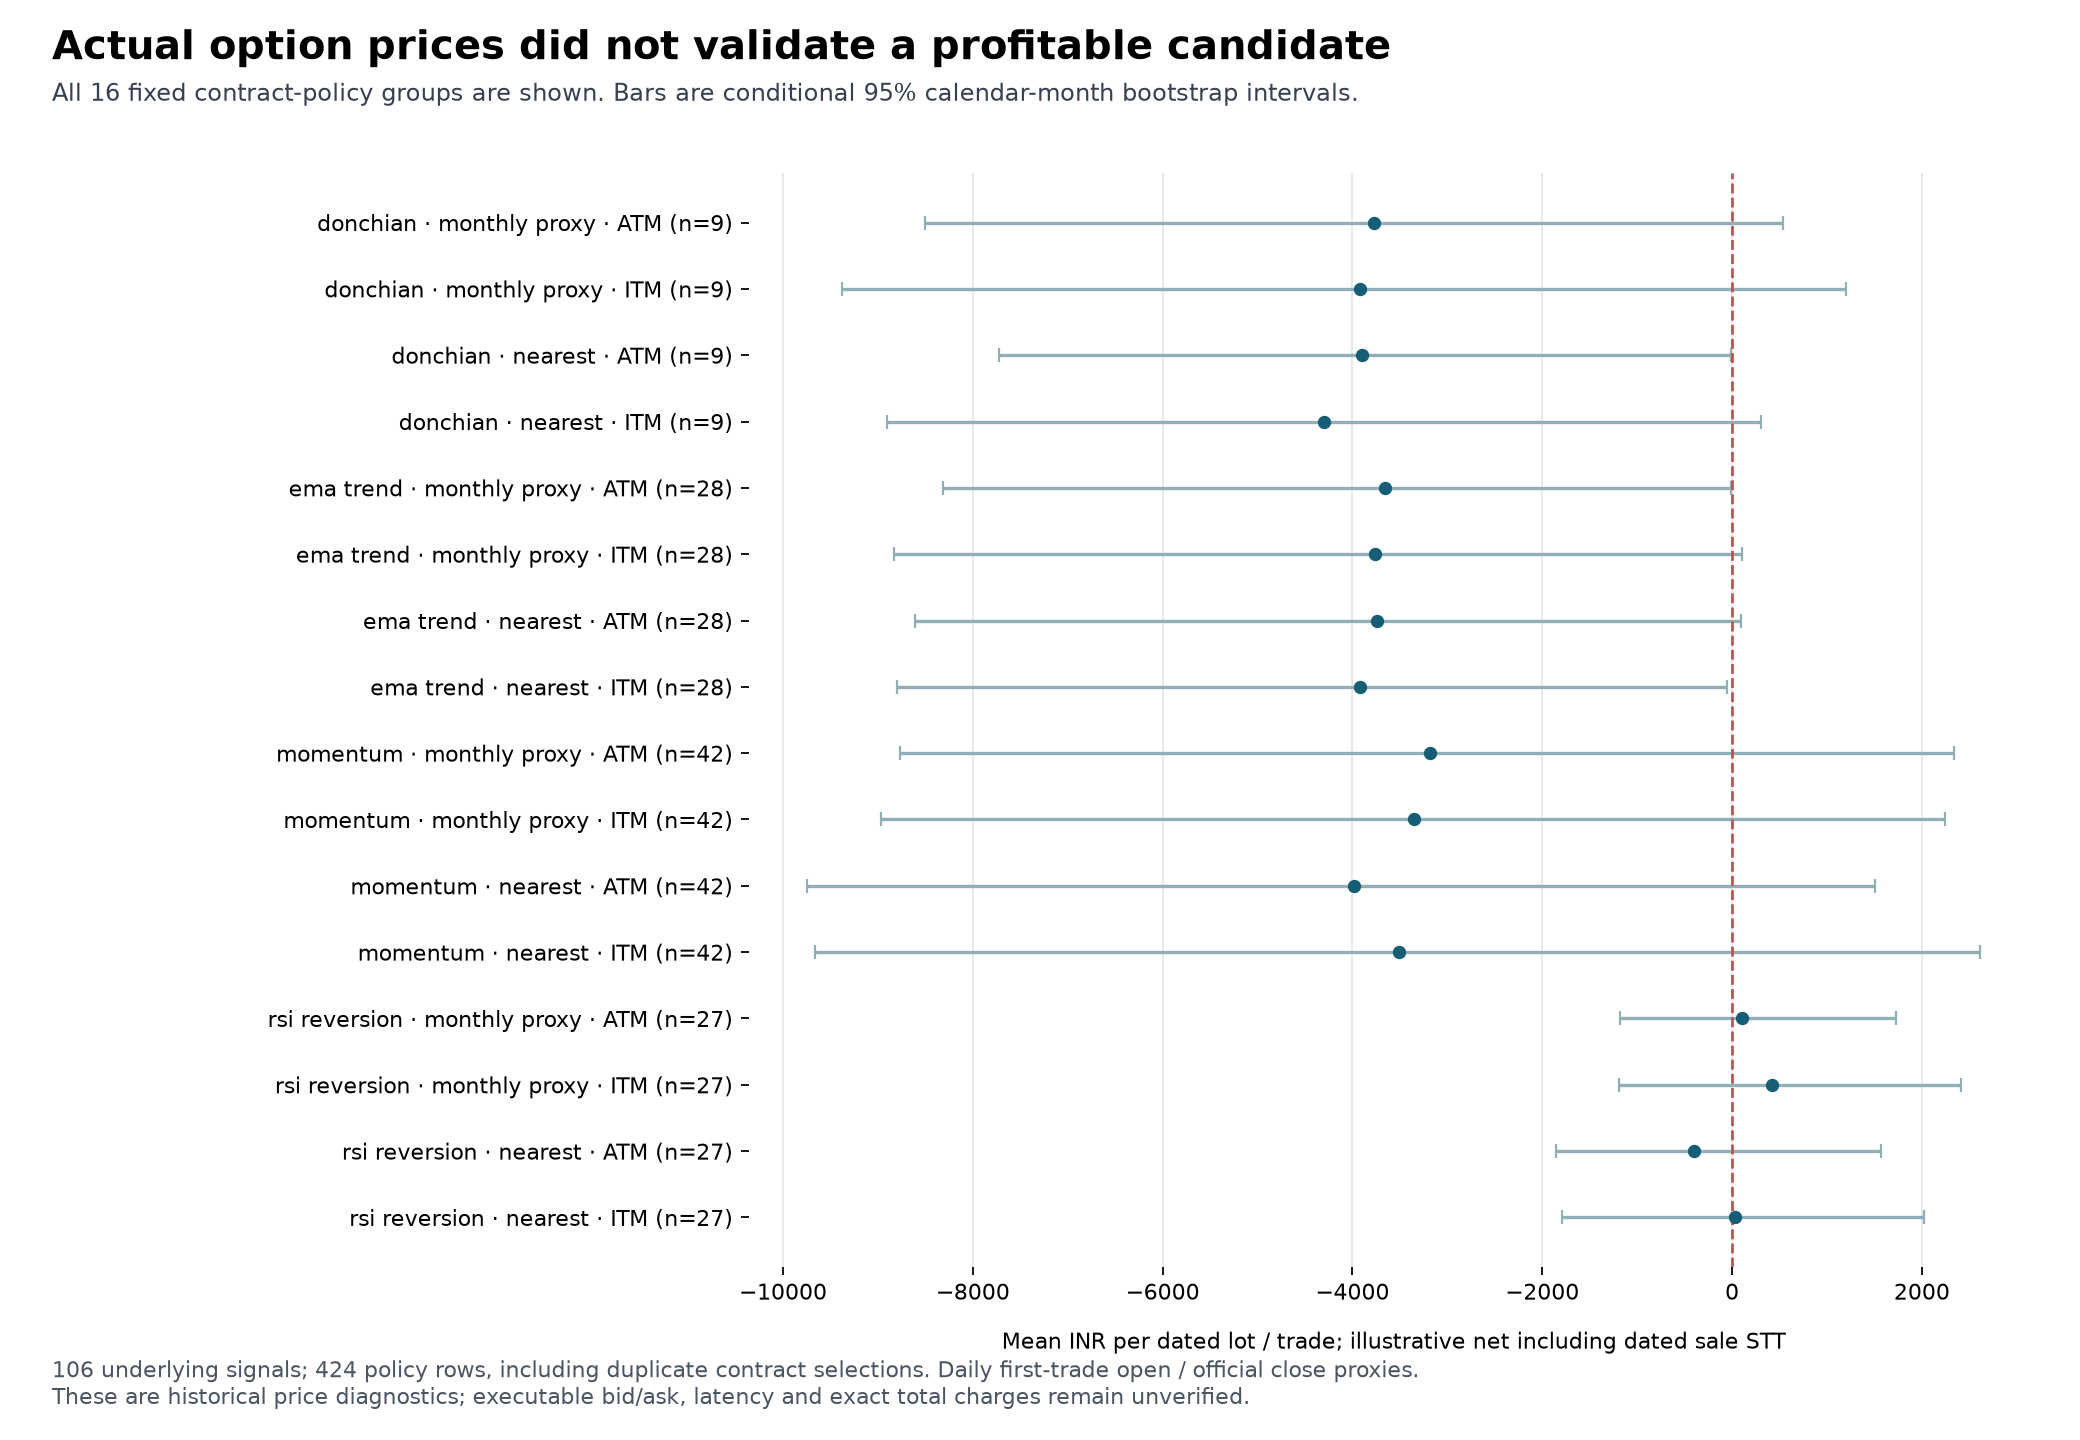 Actual option prices did not validate a profitable candidate
All 16 fixed contract-policy groups are shown. Bars are conditional 95% calendar-month bootstrap intervals.
donchian · monthly proxy · ATM (n=9)
donchian · monthly proxy · ITM (n=9)
donchian · nearest · ATM (n=9)
donchian · nearest · ITM (n=9)
ema trend · monthly proxy · ATM (n=28)
ema trend · monthly proxy · ITM (n=28)
ema trend · nearest · ATM (n=28)
ema trend · nearest · ITM (n=28)
momentum · monthly proxy · ATM (n=42)
momentum · monthly proxy · ITM (n=42)
momentum · nearest · ATM (n=42)
momentum · nearest · ITM (n=42)
rsi reversion · monthly proxy · ATM (n=27)
rsi reversion · monthly proxy · ITM (n=27)
rsi reversion · nearest · ATM (n=27)
rsi reversion · nearest · ITM (n=27)
−10000 −8000 −6000 −4000 −2000 0 2000
Mean INR per dated lot / trade; illustrative net including dated sale STT
106 underlying signals; 424 policy rows, including duplicate contract selections. Daily first-trade open / official close proxies.
These are historical price diagnostics; executable bid/ask, latency and exact total charges remain unverified.